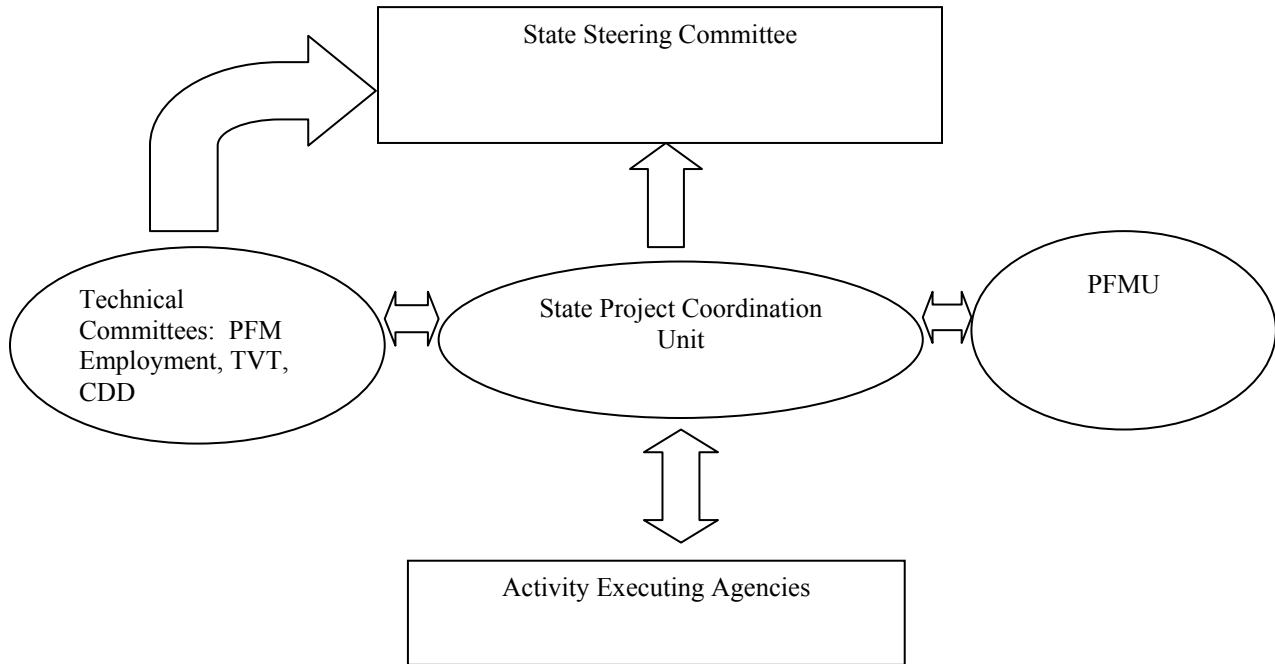 State Steering Committee
Technical
Committees:  PFM
Employment, TVT,
CDD
State Project Coordination
Unit
PFMU
Activity Executing Agencies